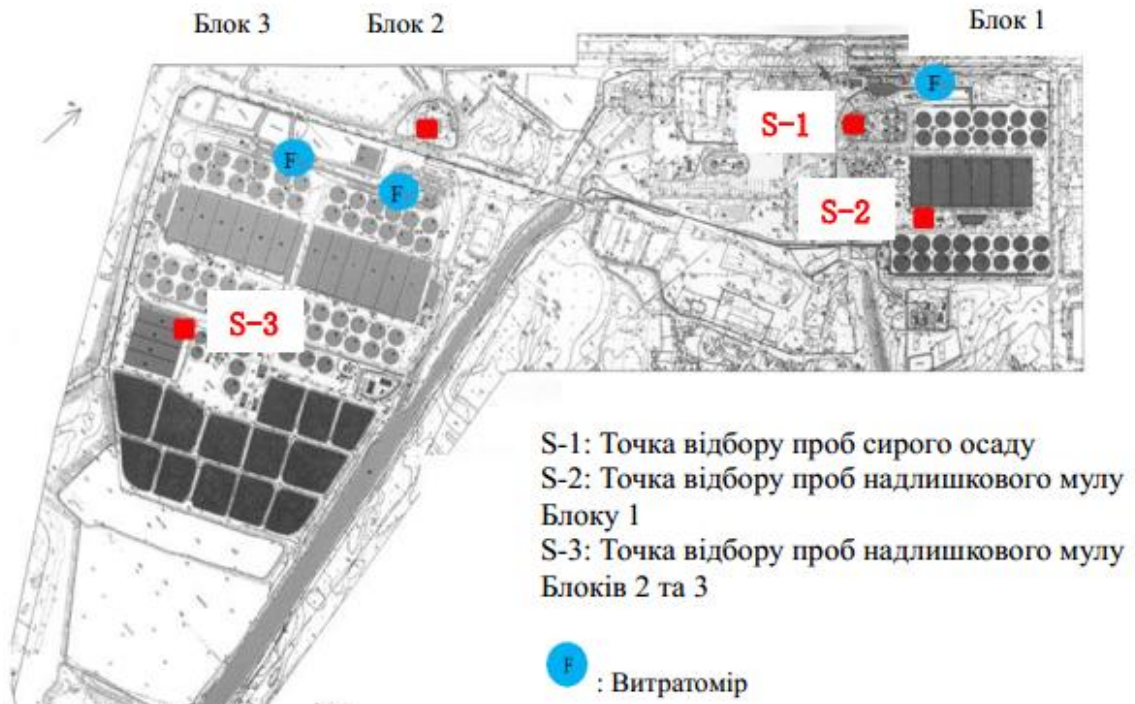 Блок 3
Блок 2
Блок 1
F
S-1
F
F
S-2
S-3
S-1: Точка відбору проб сирого осаду
S-2: Точка відбору проб надлишкового мулу
Блоку 1
S-3: Точка відбору проб надлишкового мулу
Блоків 2 та 3
F : Витратомір